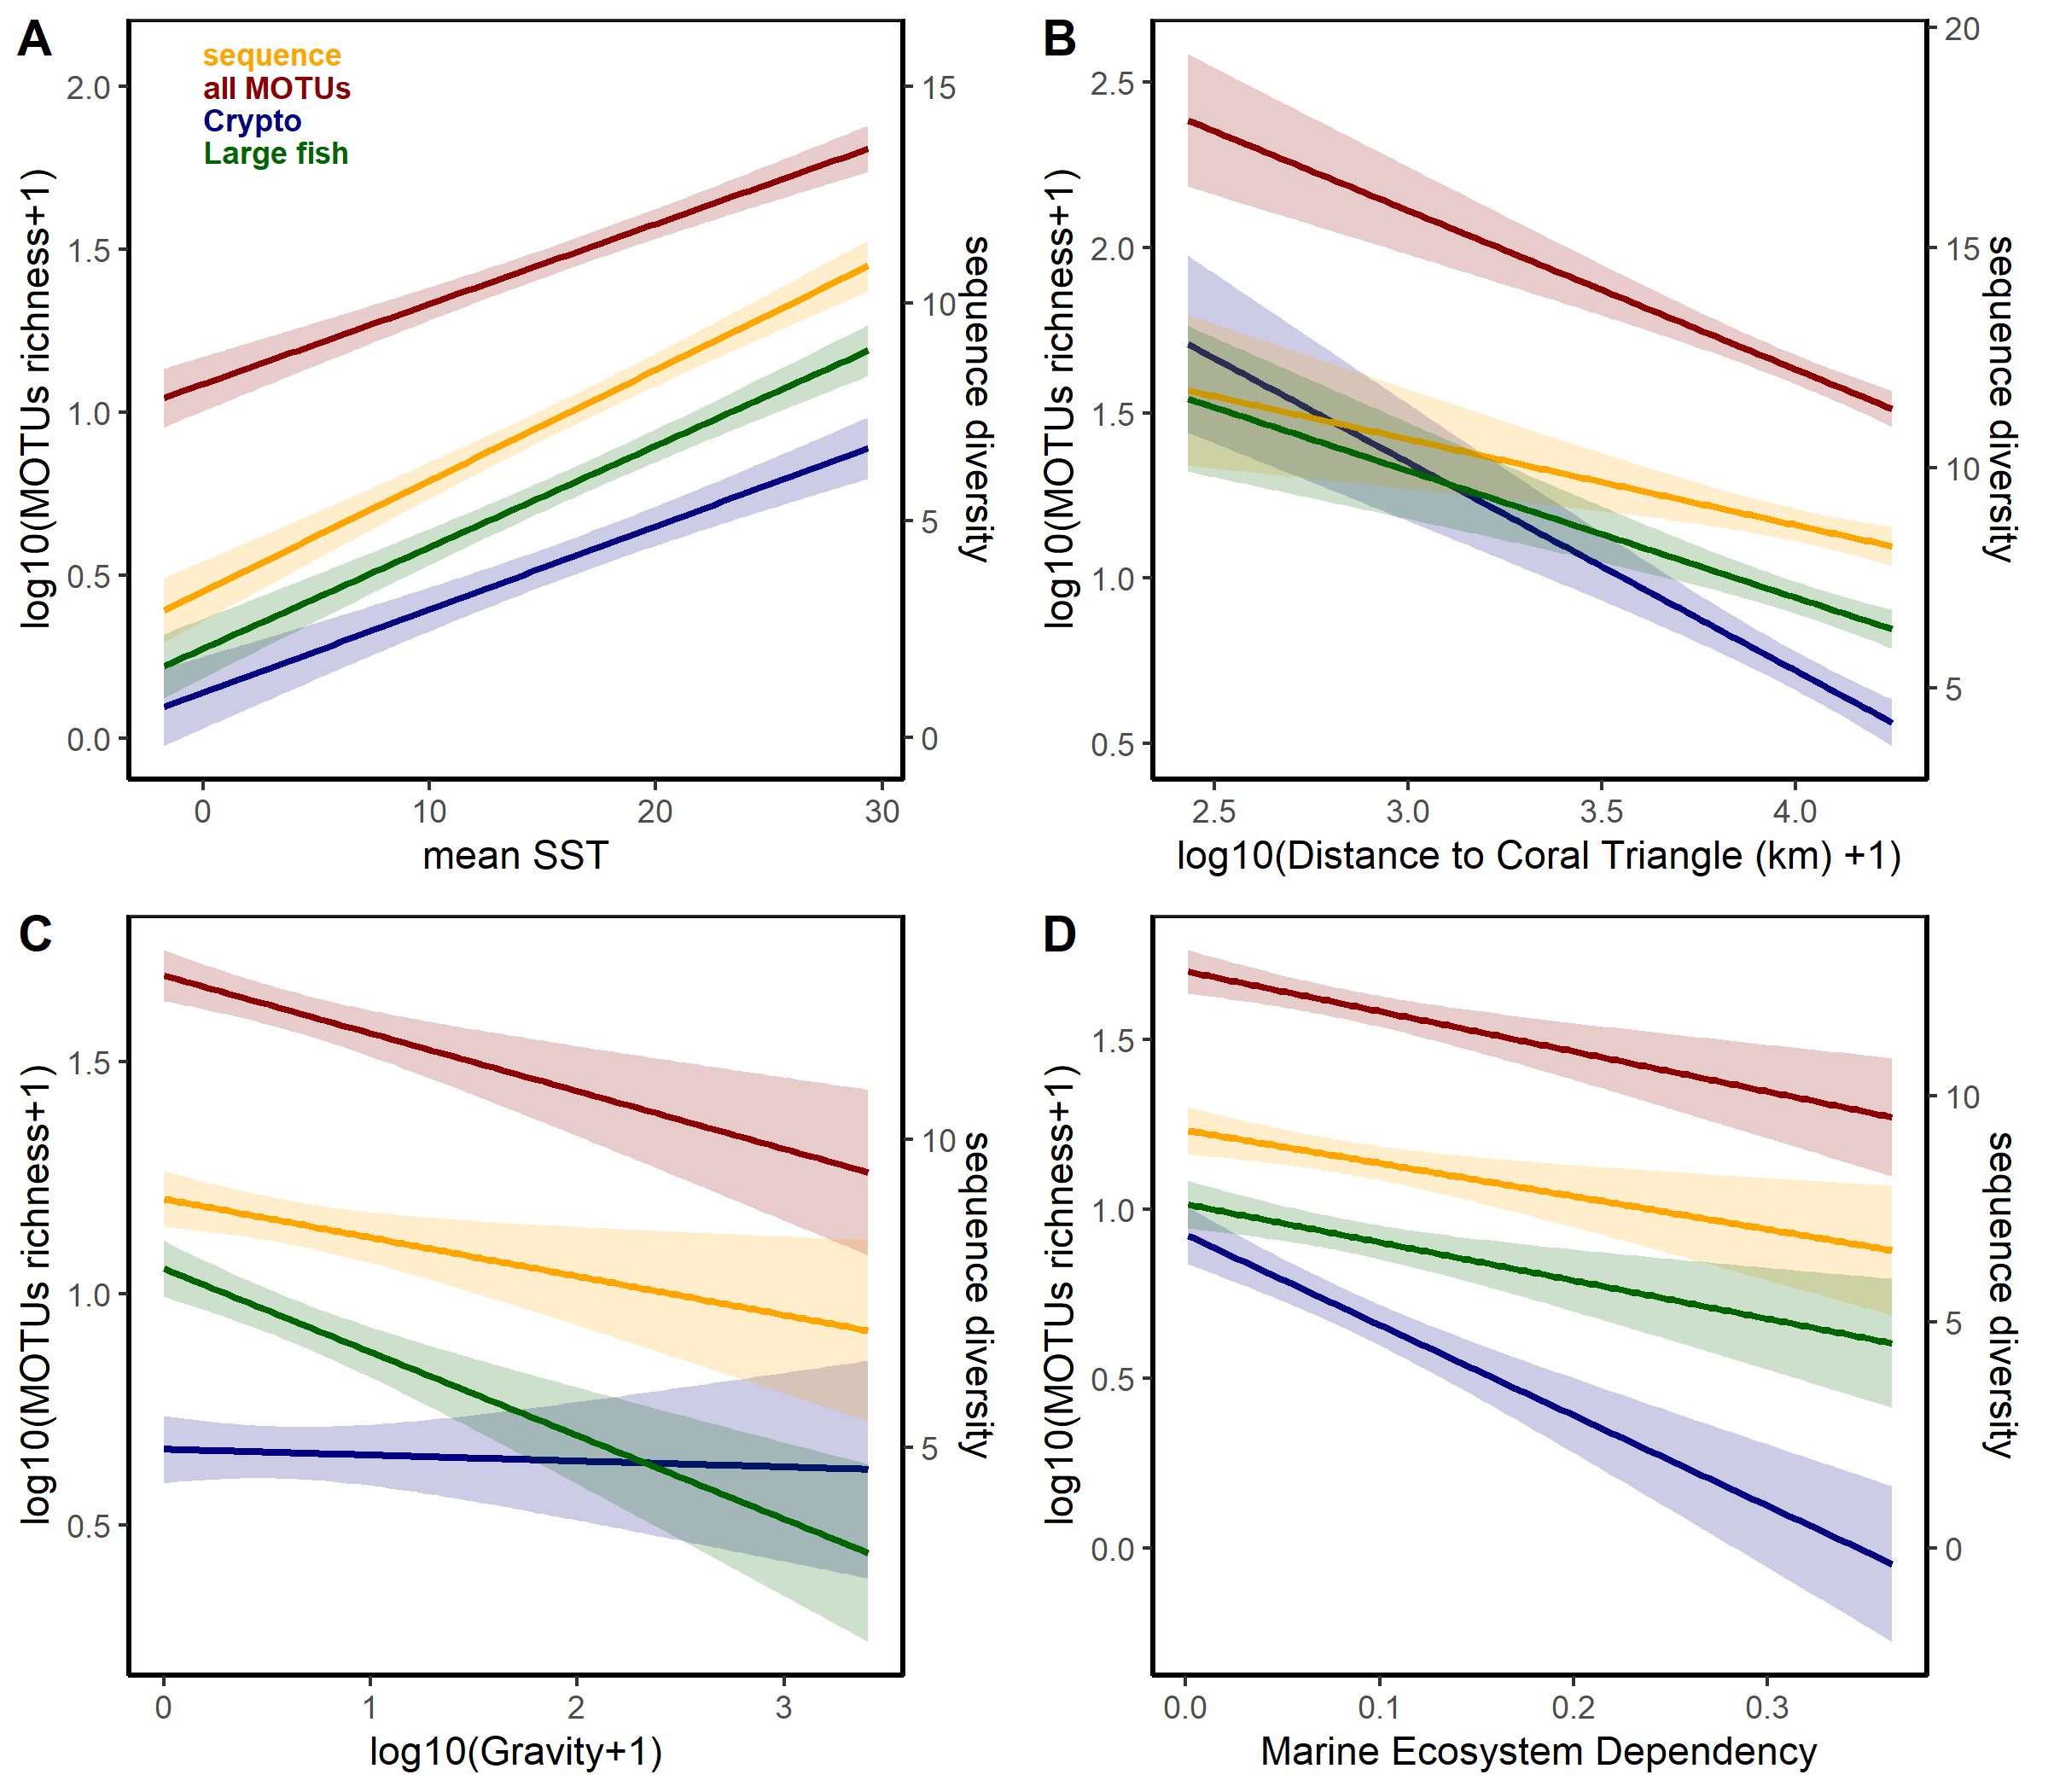 A
sequence
all MOTUs
Crypto
Large fish
log10(MOTUs richness+1)
2.0
1.5
1.0
0.5
0.0
15
10
5
0
sequence diversity
0 10 20 30
mean SST
B
log10(MOTUs richness+1)
2.5
2.0
1.5
1.0
0.5
20
15
10
5
sequence diversity
2.5 3.0 3.5 4.0
log10(Distance to Coral Triangle (km) +1)
C
log10(MOTUs richness+1)
1.5
1.0
0.5
10
5
sequence diversity
0 1 2 3
log10(Gravity+1)
D
log10(MOTUs richness+1)
1.5
1.0
0.5
0.0
10
5
0
sequence diversity
0.0 0.1 0.2 0.3
Marine Ecosystem Dependency